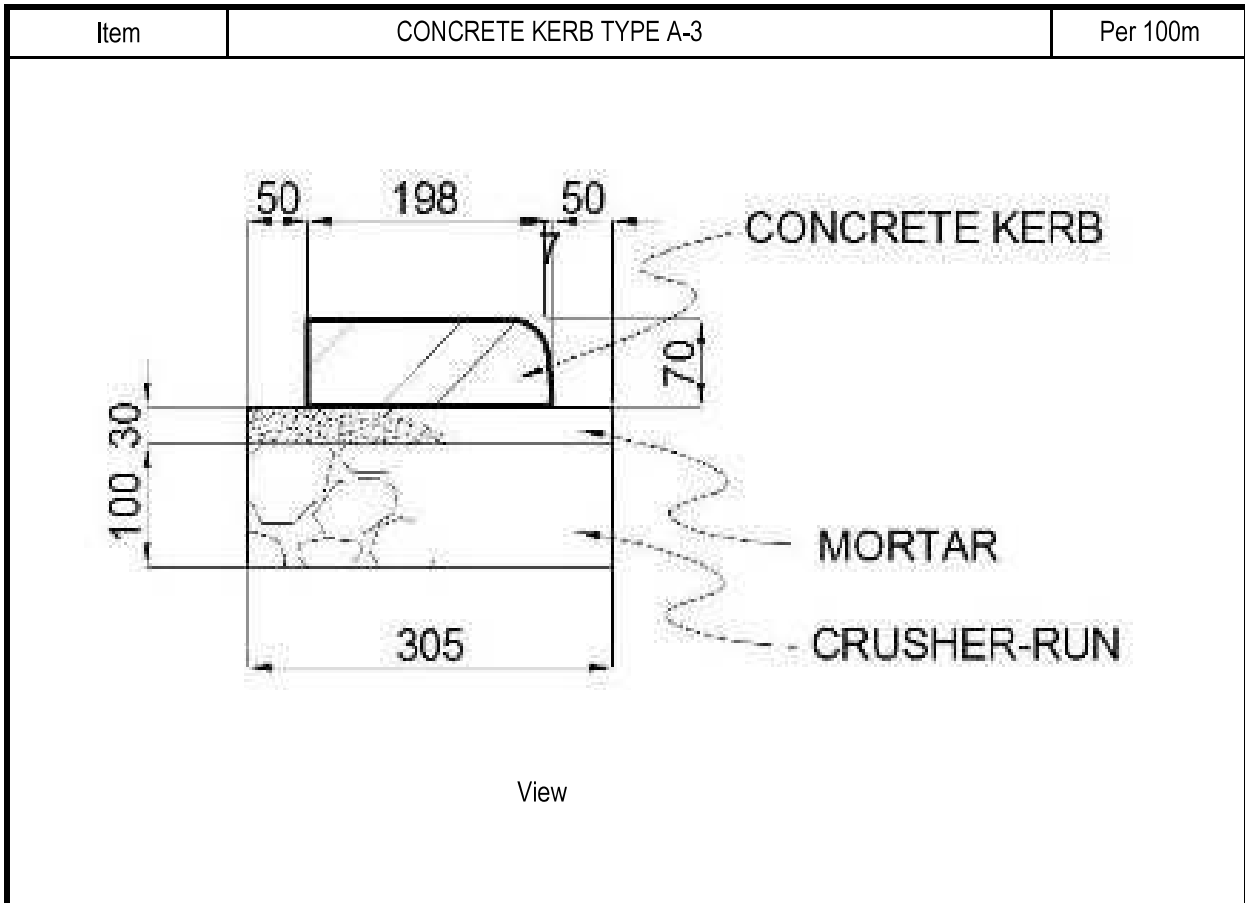 Item CONCRETE KERB TYPE A-3 Per 100m
50 198 50
7
CONCRETE KERB
70
30
100
MORTAR
305
CRUSHER-RUN
View